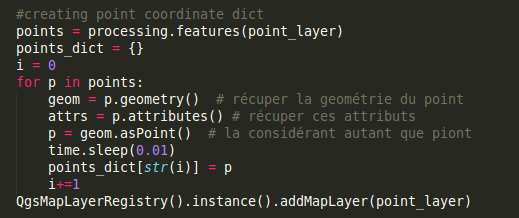 #creating point coordinate dict
points = processing.features(point_layer)
points_dict = {}
i = 0
for p in points:
    geom = p.geometry()  # récuper la geométrie du point
    attrs = p.attributes() # récuper ces attributs
    p = geom.asPoint()  # la considérant autant que piont
    time.sleep(0.01)
    points_dict[str(i)] = p
    i+=1
QgsMapLayerRegistry().instance().addMapLayer(point_layer)